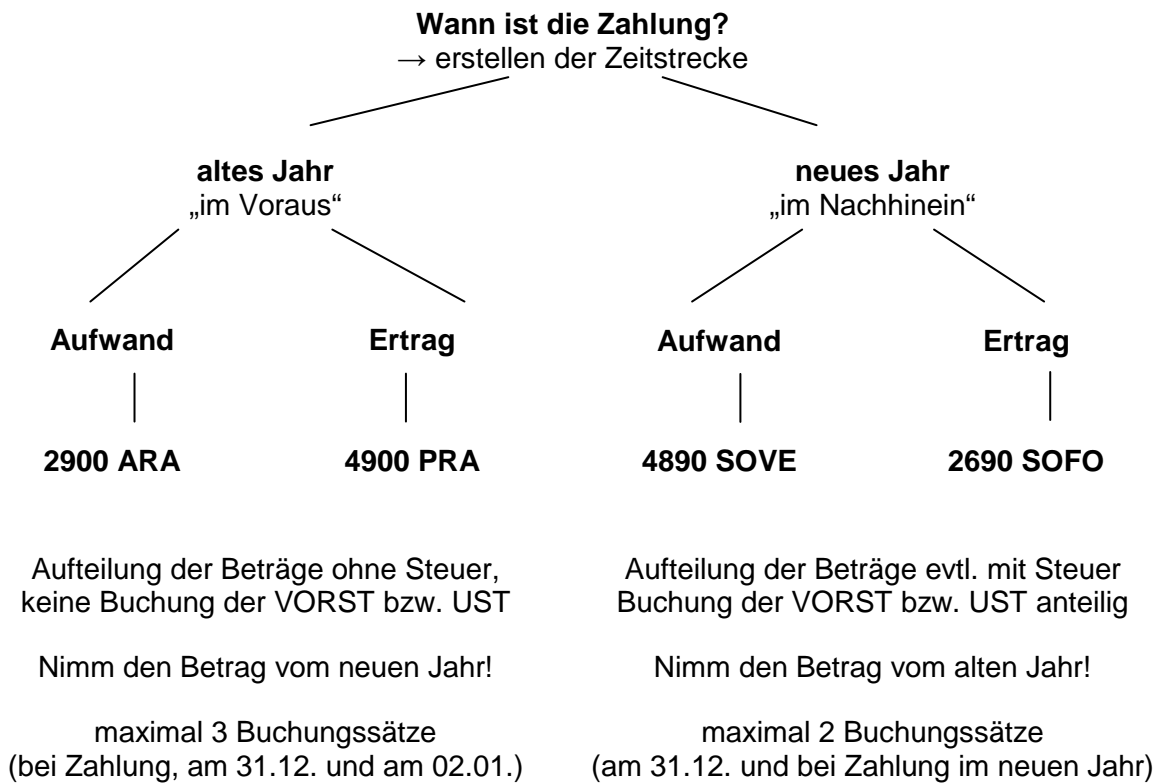 Wann ist die Zahlung?
→ erstellen der Zeitstrecke
altes Jahr
„im Voraus“
neues Jahr
„im Nachhinein“
Aufwand
Ertrag
Aufwand
Ertrag
2900 ARA
4900 PRA
4890 SOVE
2690 SOFO
Aufteilung der Beträge ohne Steuer,
keine Buchung der VORST bzw. UST
Nimm den Betrag vom neuen Jahr!
maximal 3 Buchungssätze
(bei Zahlung, am 31.12. und am 02.01.)
Aufteilung der Beträge evtl. mit Steuer
Buchung der VORST bzw. UST anteilig
Nimm den Betrag vom alten Jahr!
maximal 2 Buchungssätze
(am 31.12. und bei Zahlung im neuen Jahr)